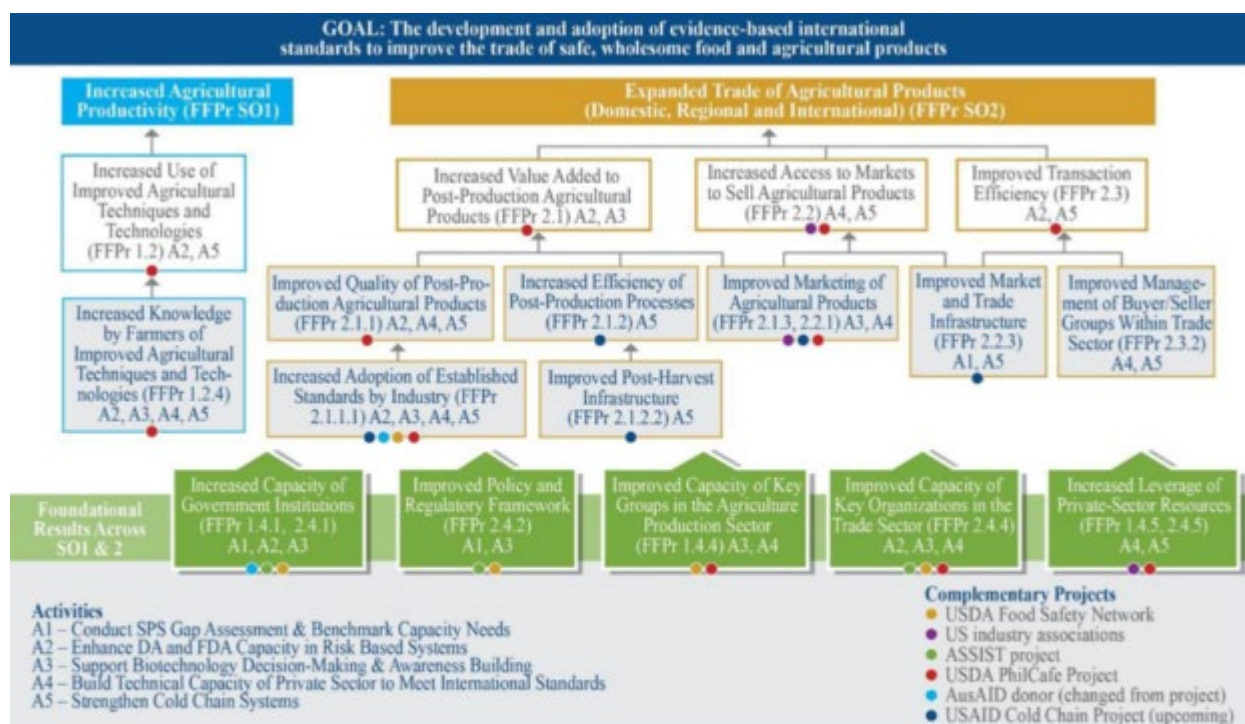 GOAL: The development and adoption of evidence-based international
standards to improve the trade of safe, wholesome food and agricultural products
Increased Agricultural
Productivity (FFPr SO1)
Expanded Trade of Agricultural Products
(Domestic, Regional and International) (FFPr SO2)
Increased Use of
Improved Agricultural
Techniques and
Technologies
(FFPr 1.2) A2, A5
Increased Value Added to
Post-Production Agricultural
Products (FFPr 2.1) A2, A3
Increased Access to Markets
to Sell Agricultural Products
(FFPr 2.2) A4, A5
Improved Transaction
Efficiency (FFPr 2.3)
A2, A5
Increased Knowledge
by Farmers of
Improved Agricultural
Techniques and Tech-
nologies (FFPr 1.2.4)
A2, A3, A4, A5
Improved Quality of Post-Pro-
duction Agricultural Products
(FFPr 2.1.1) A2, A4, A5
Increased Efficiency of
Post-Production Processes
(FFPr 2.1.2) A5
Improved Marketing of
Agricultural Products
(FFPr 2.1.3, 2.2.1) A3, A4
Improved Market
and Trade
Infrastructure
(FFPr 2.2.3)
A1, A5
Improved Manage-
ment of Buyer/Seller
Groups Within Trade
Sector (FFPr 2.3.2)
A4, A5
Increased Adoption of Established
Standards by Industry (FFPr
2.1.1.1) A2, A3, A4, A5
Improved Post-Harvest
Infrastructure
(FFPr 2.1.2.2) A5
Foundational
Results Across
SO1 & 2
Increased Capacity of
Government Institutions
(FFPr 1.4.1, 2.4.1)
A1, A2, A3
Improved Policy and
Regulatory Framework
(FFPr 2.4.2)
A1, A3
Improved Capacity of Key
Groups in the Agriculture
Production Sector
(FFPr 1.4.4) A3, A4
Improved Capacity of
Key Organizations in the
Trade Sector (FFPr 2.4.4)
A2, A3, A4
Increased Leverage of
Private-Sector Resources
(FFPr 1.4.5, 2.4.5)
A4, A5
Activities
A1 – Conduct SPS Gap Assessment & Benchmark Capacity Needs
A2 – Enhance DA and FDA Capacity in Risk Based Systems
A3 – Support Biotechnology Decision-Making & Awareness Building
A4 – Build Technical Capacity of Private Sector to Meet International Standards
A5 – Strengthen Cold Chain Systems
Complementary Projects
USDA Food Safety Network
US industry associations
ASSIST project
USDA PhilCafe Project
AusAID donor (changed from project)
USAID Cold Chain Project (upcoming)